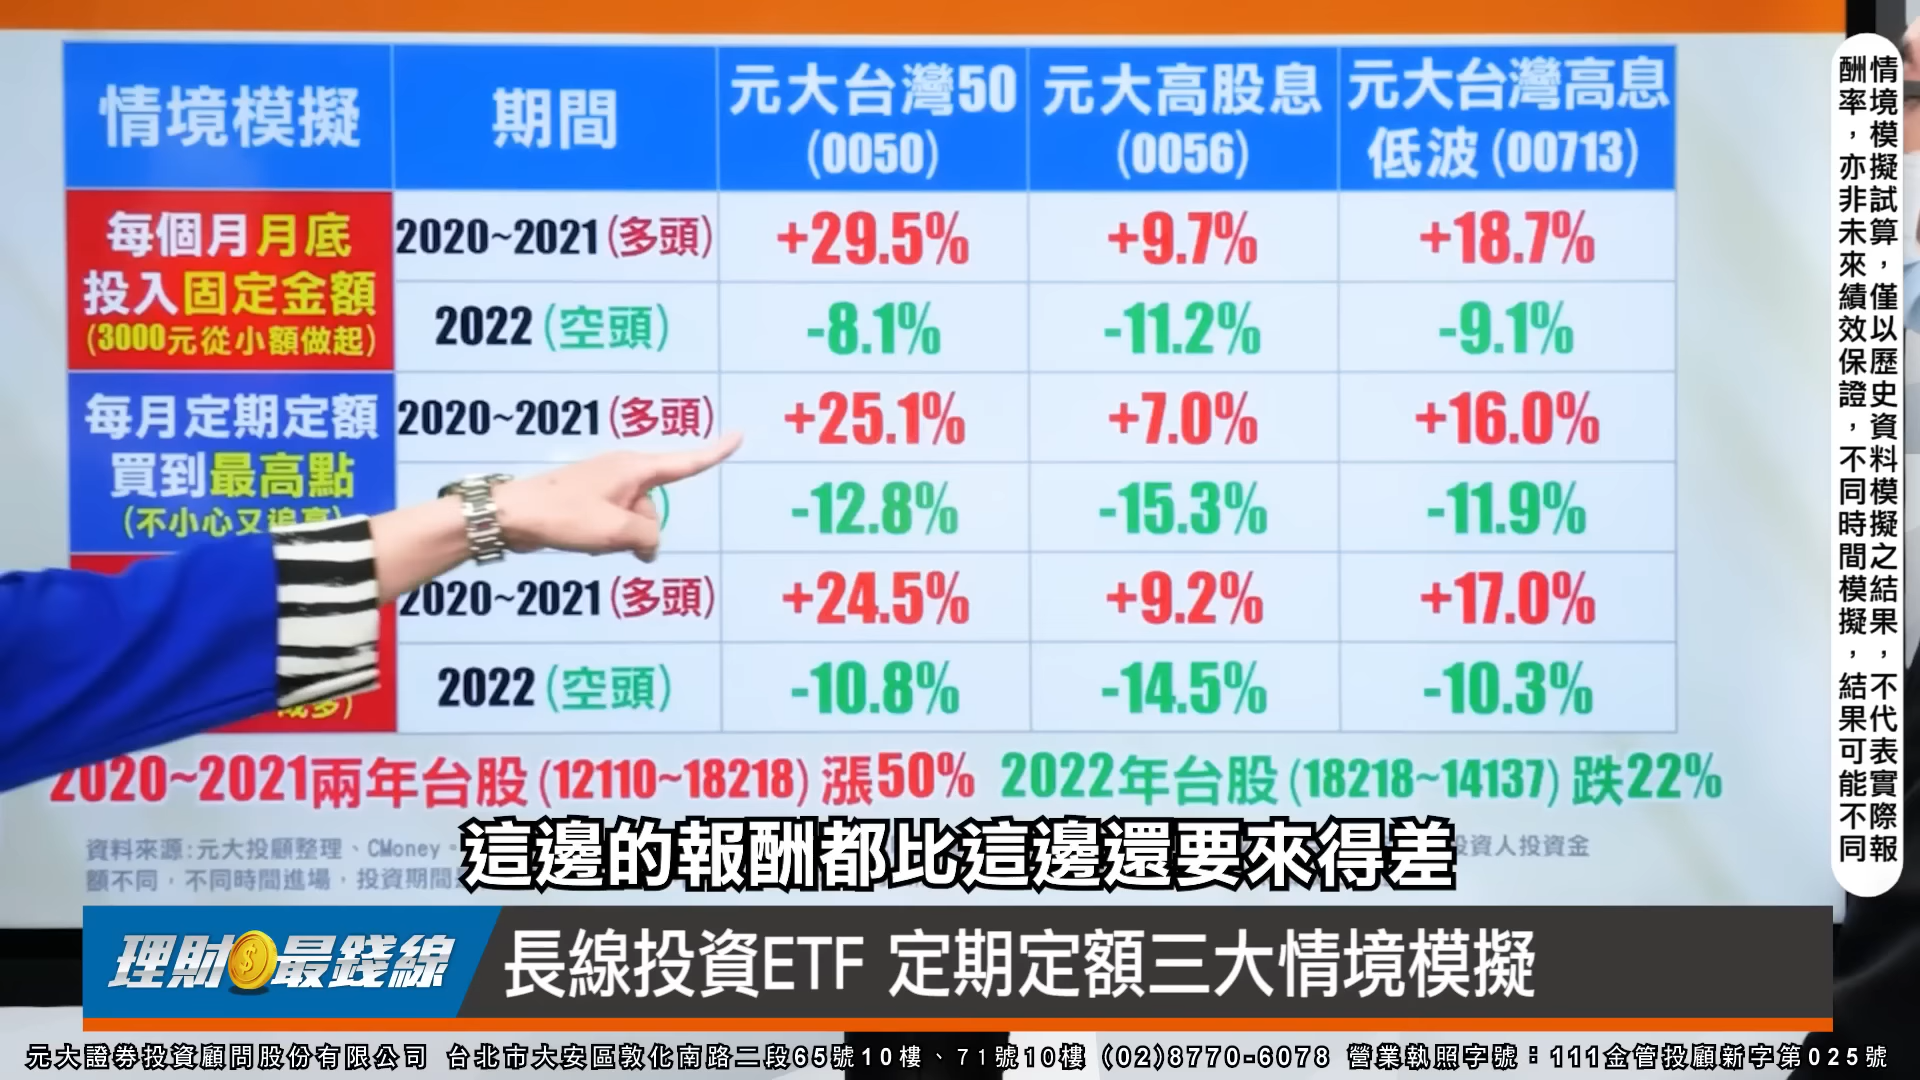 情境模擬
期間
元大台灣50
(0050)
元大高股息
(0056)
元大台灣高息
低波(00713)
每個月月底
投入固定金額
(3000元從小額做起)
2020~2021(多頭)
+29.5%
+9.7%
+18.7%
2022(空頭)
-8.1%
-11.2%
-9.1%
每月定期定額
買到最高點
(不小心又追高)
2020~2021(多頭)
+25.1%
+7.0%
+16.0%
-12.8%
-15.3%
-11.9%
2020~2021(多頭)
+24.5%
+9.2%
+17.0%
2022(空頭)
-10.8%
-14.5%
-10.3%
2020~2021兩年台股(12110~18218)漲50% 2022年台股(18218~14137)跌22%
資料來源:元大投顧整理、CMoney。
投資人投資金
額不同,不同時間進場,投資期間
這邊的報酬都比這邊還要來得差
理財最錢線
長線投資ETF 定期定額三大情境模擬
情境模擬試算,僅以歷史資料模擬之結果,不代表實際報
酬率,亦非未來績效保證,不同時間模擬,結果可能不同
元大證券投資顧問股份有限公司 台北市大安區敦化南路二段65號10樓、71號10樓 (02)8770-6078 營業執照字號:111金管投顧新字第025號